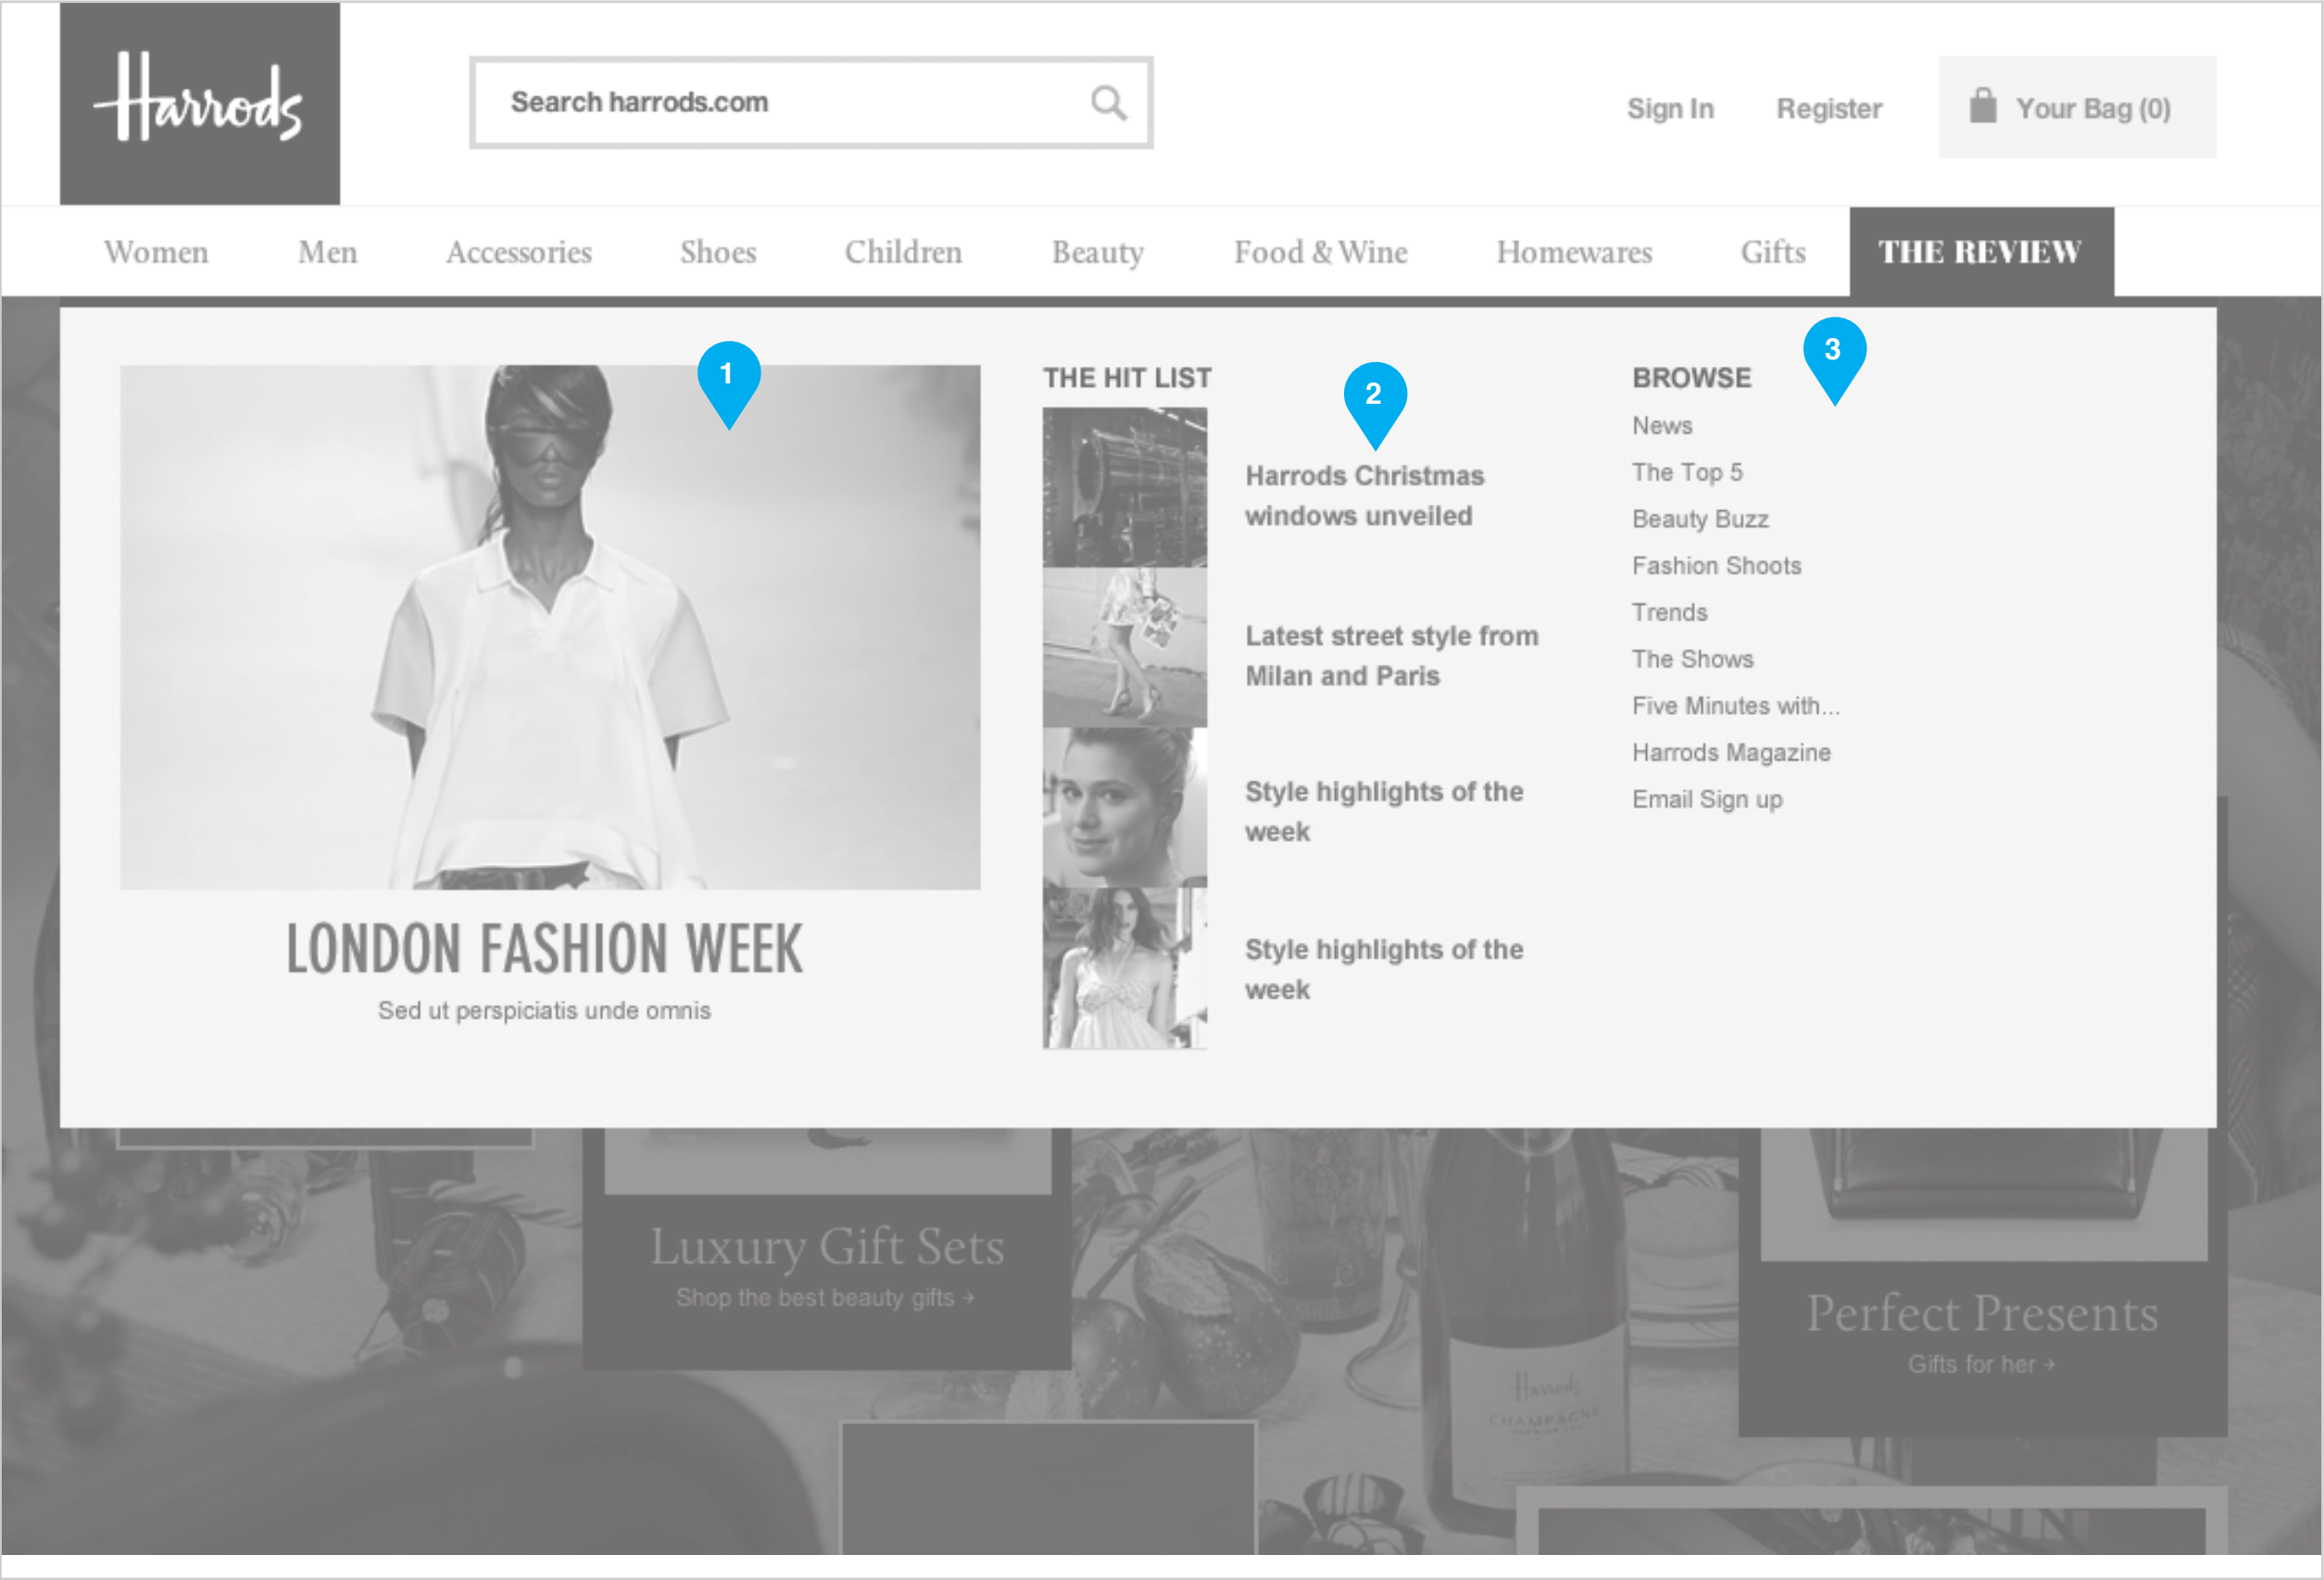 Harrods
Search harrods.com
Sign In
Register
Your Bag (0)
Women
Men
Accessories
Shoes
Children
Beauty
Food & Wine
Homewares
Gifts
THE REVIEW
1
LONDON FASHION WEEK
Sed ut perspiciatis unde omnis
THE HIT LIST
2
Harrods Christmas
windows unveiled
Latest street style from
Milan and Paris
Style highlights of the
week
Style highlights of the
week
BROWSE
3
News
The Top 5
Beauty Buzz
Fashion Shoots
Trends
The Shows
Five Minutes with...
Harrods Magazine
Email Sign up
Luxury Gift Sets
Shop the best beauty gifts →
Perfect Presents
Gifts for her →
Harrods
CHAMPAGNE